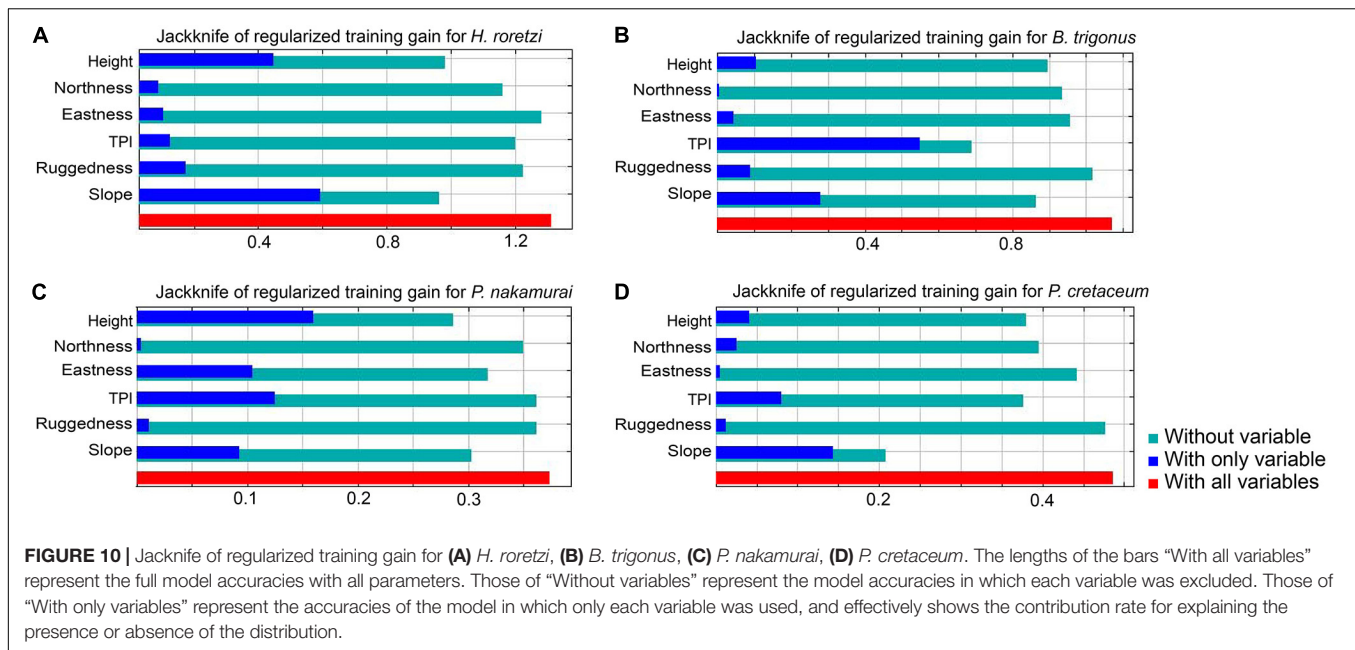 A
Jackknife of regularized training gain for H. roretzi
Height
Northness
Eastness
TPI
Ruggedness
Slope
0.4 0.8 1.2
B
Jackknife of regularized training gain for B. trigonus
Height
Northness
Eastness
TPI
Ruggedness
Slope
0.4 0.8
C
Jackknife of regularized training gain for P. nakamurai
Height
Northness
Eastness
TPI
Ruggedness
Slope
0.1 0.2 0.3
D
Jackknife of regularized training gain for P. cretaceum
Height
Northness
Eastness
TPI
Ruggedness
Slope
0.2 0.4
Without variable
With only variable
With all variables
FIGURE 10 | Jacknife of regularized training gain for (A) H. roretzi, (B) B. trigonus, (C) P. nakamurai, (D) P. cretaceum. The lengths of the bars “With all variables”
represent the full model accuracies with all parameters. Those of “Without variables” represent the model accuracies in which each variable was excluded. Those of
“With only variables” represent the accuracies of the model in which only each variable was used, and effectively shows the contribution rate for explaining the
presence or absence of the distribution.